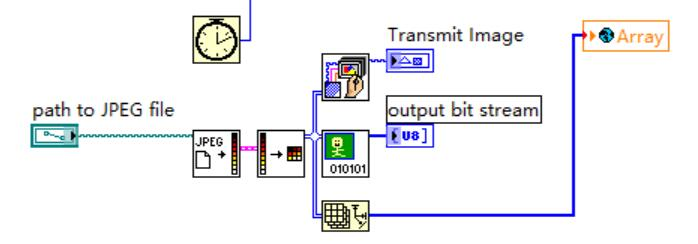 Transmit Image
Array
path to JPEG file
output bit stream
U8
JPEG
010101